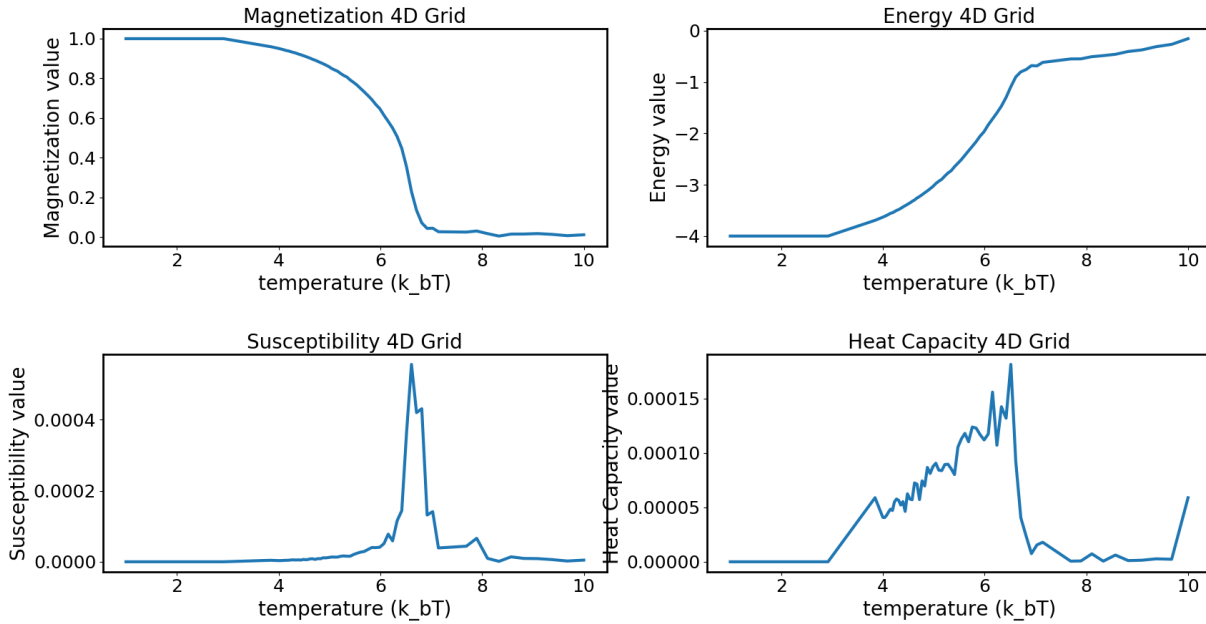 Magnetization 4D Grid
Magnetization value
1.0
0.8
0.6
0.4
0.2
0.0
2 4 6 8 10
temperature (k_bT)
Energy 4D Grid
Energy value
0
−1
−2
−3
−4
2 4 6 8 10
temperature (k_bT)
Susceptibility 4D Grid
Susceptibility value
0.0004
0.0002
0.0000
2 4 6 8 10
temperature (k_bT)
Heat Capacity 4D Grid
Heat Capacity value
0.00015
0.00010
0.00005
0.00000
2 4 6 8 10
temperature (k_bT)